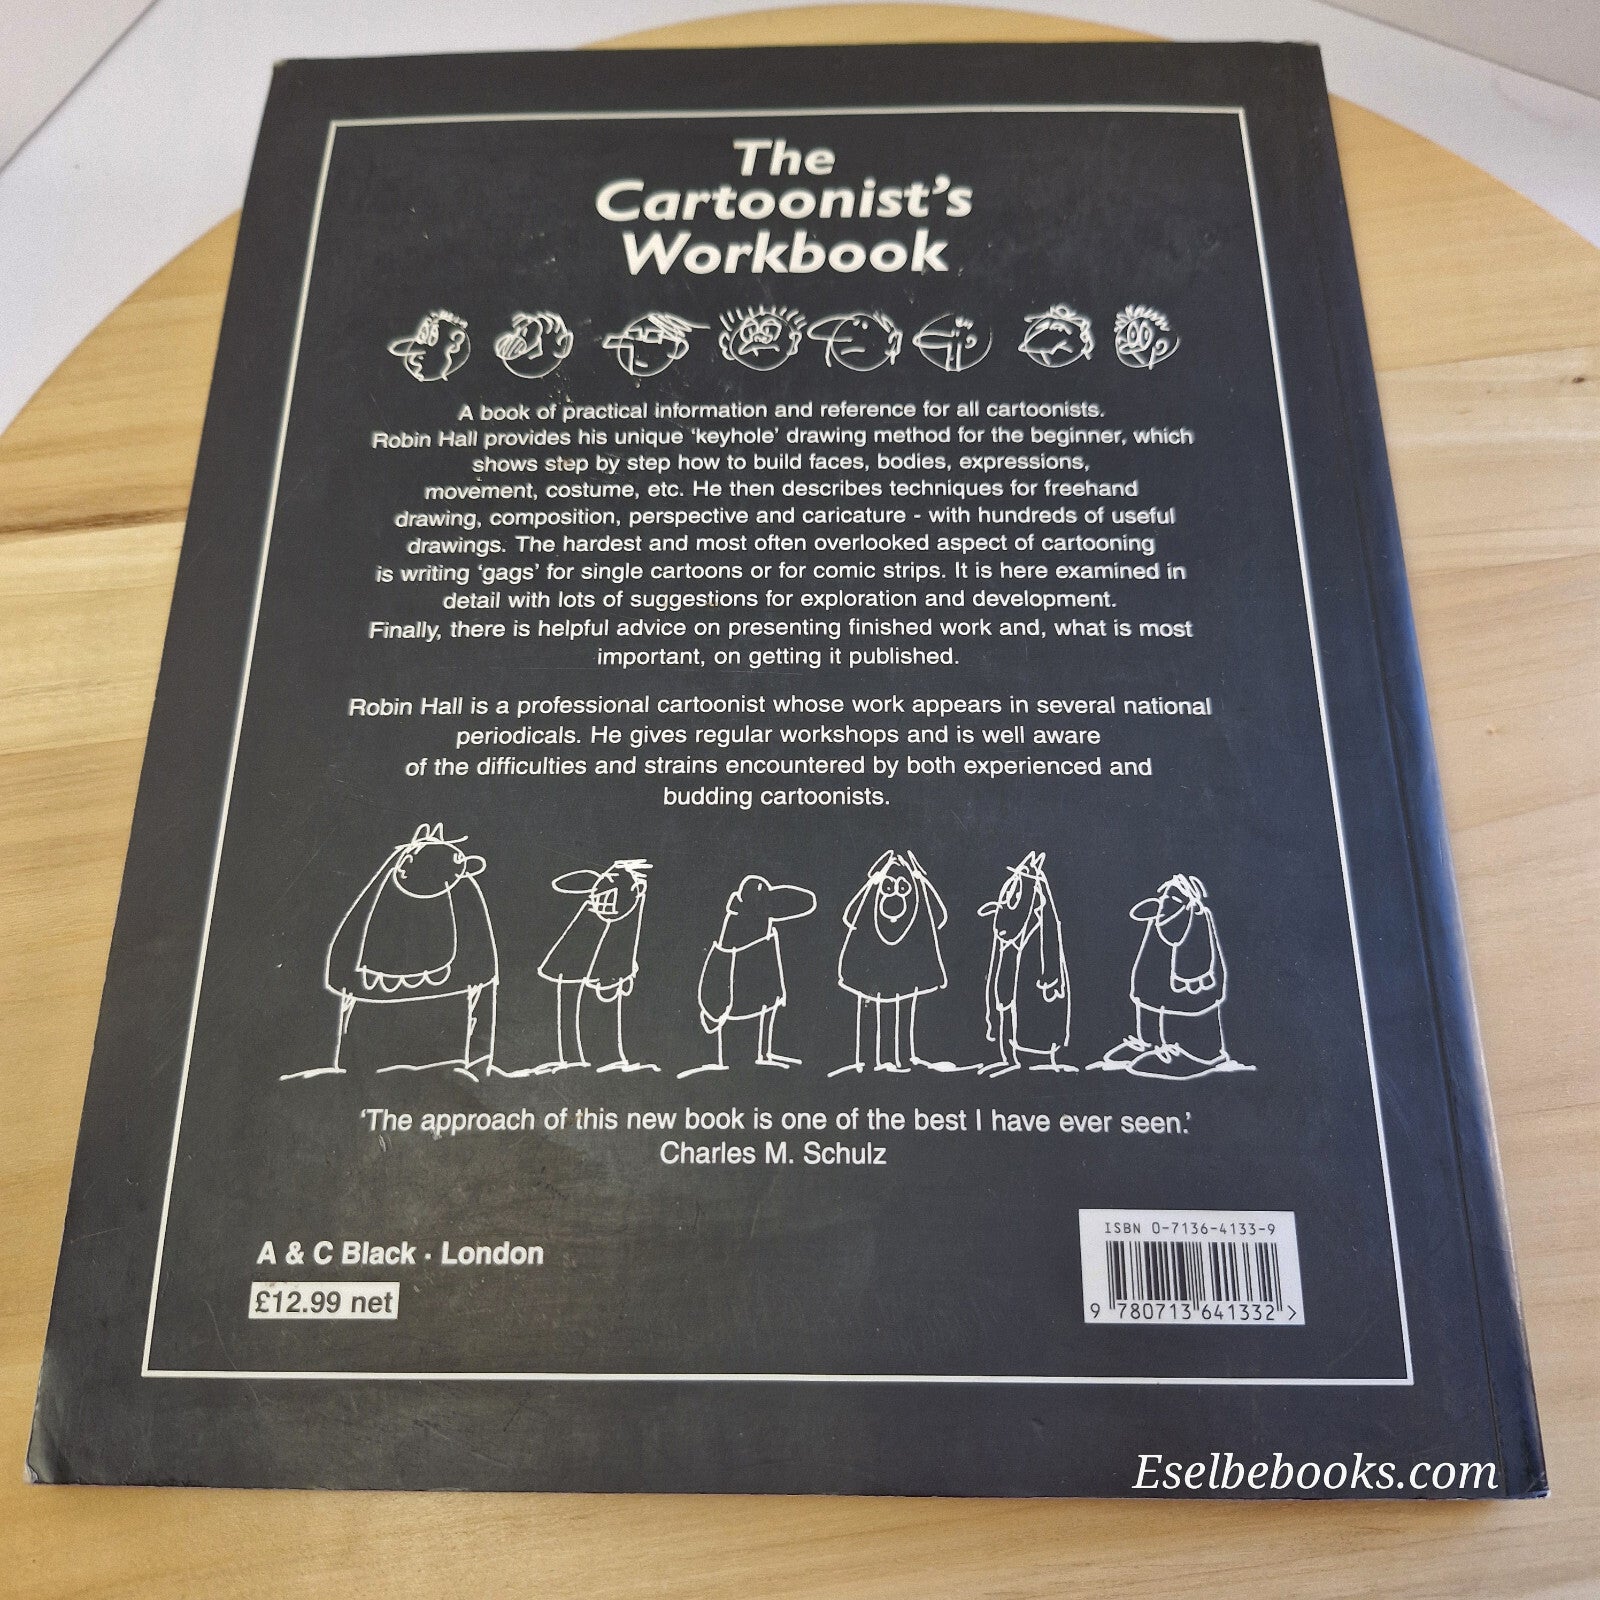 The
Cartoonist's
Workbook
A book of practical information and reference for all cartoonists.
Robin Hall provides his unique 'keyhole' drawing method for the beginner, which
shows step by step how to build faces, bodies, expressions,
movement, costume, etc. He then describes techniques for freehand
drawing, composition, perspective and caricature - with hundreds of useful
drawings. The hardest and most often overlooked aspect of cartooning
is writing 'gags' for single cartoons or for comic strips. It is here examined in
detail with lots of suggestions for exploration and development.
Finally, there is helpful advice on presenting finished work and, what is most
important, on getting it published.
Robin Hall is a professional cartoonist whose work appears in several national
periodicals. He gives regular workshops and is well aware
of the difficulties and strains encountered by both experienced and
budding cartoonists.
'The approach of this new book is one of the best I have ever seen.'
Charles M. Schulz
A & C Black · London
£12.99 net
ISBN 0-7136-4133-9
9 780713 641332 >
Eselbebooks.com